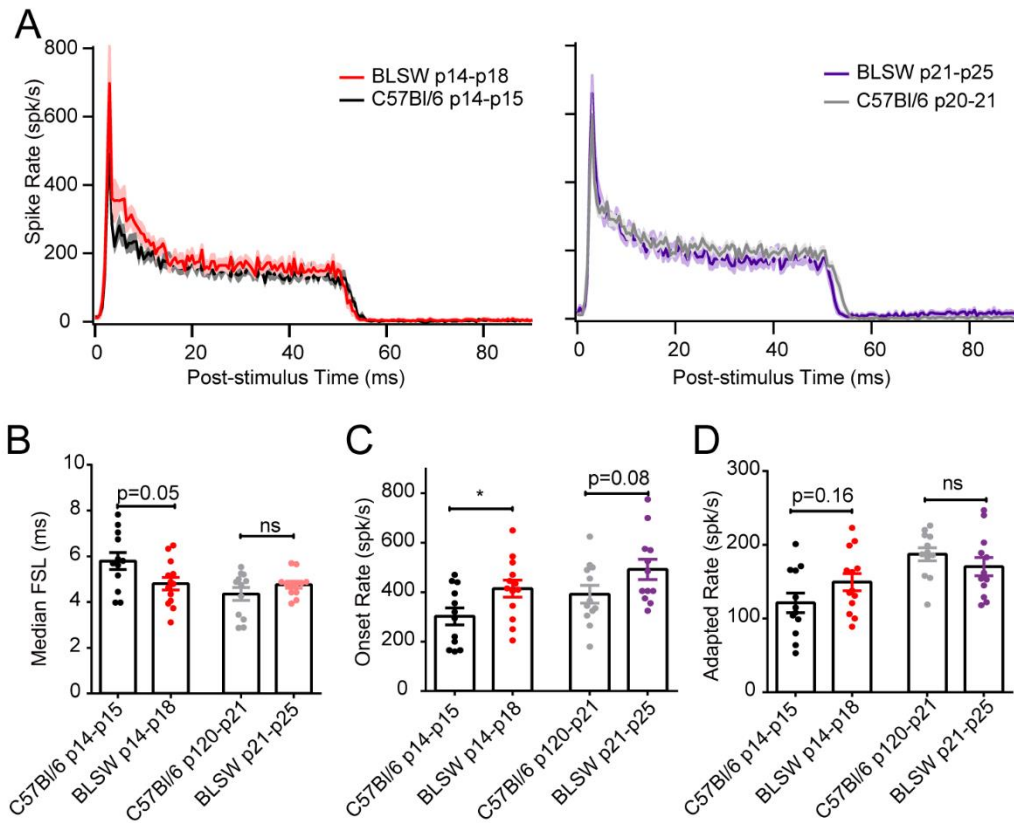 A
800
600
400
200
0
Spike Rate (spk/s)
BLSW p14-p18
C57Bl/6 p14-p15
0 20 40 60 80
Post-stimulus Time (ms)
BLSW p21-p25
C57Bl/6 p20-21
0 20 40 60 80
Post-stimulus Time (ms)
B
10
8
6
4
2
0
Median FSL (ms)
p=0.05
ns
C57Bl/6 p14-p15
BLSW p14-p18
C57Bl/6 p120-p21
BLSW p21-p25
C
800
600
400
200
0
Onset Rate (spk/s)
*
p=0.08
C57Bl/6 p14-p15
BLSW p14-p18
C57Bl/6 p120-p21
BLSW p21-p25
D
300
200
100
0
Adapted Rate (spk/s)
p=0.16
ns
C57Bl/6 p14-p15
BLSW p14-p18
C57Bl/6 p120-p21
BLSW p21-p25